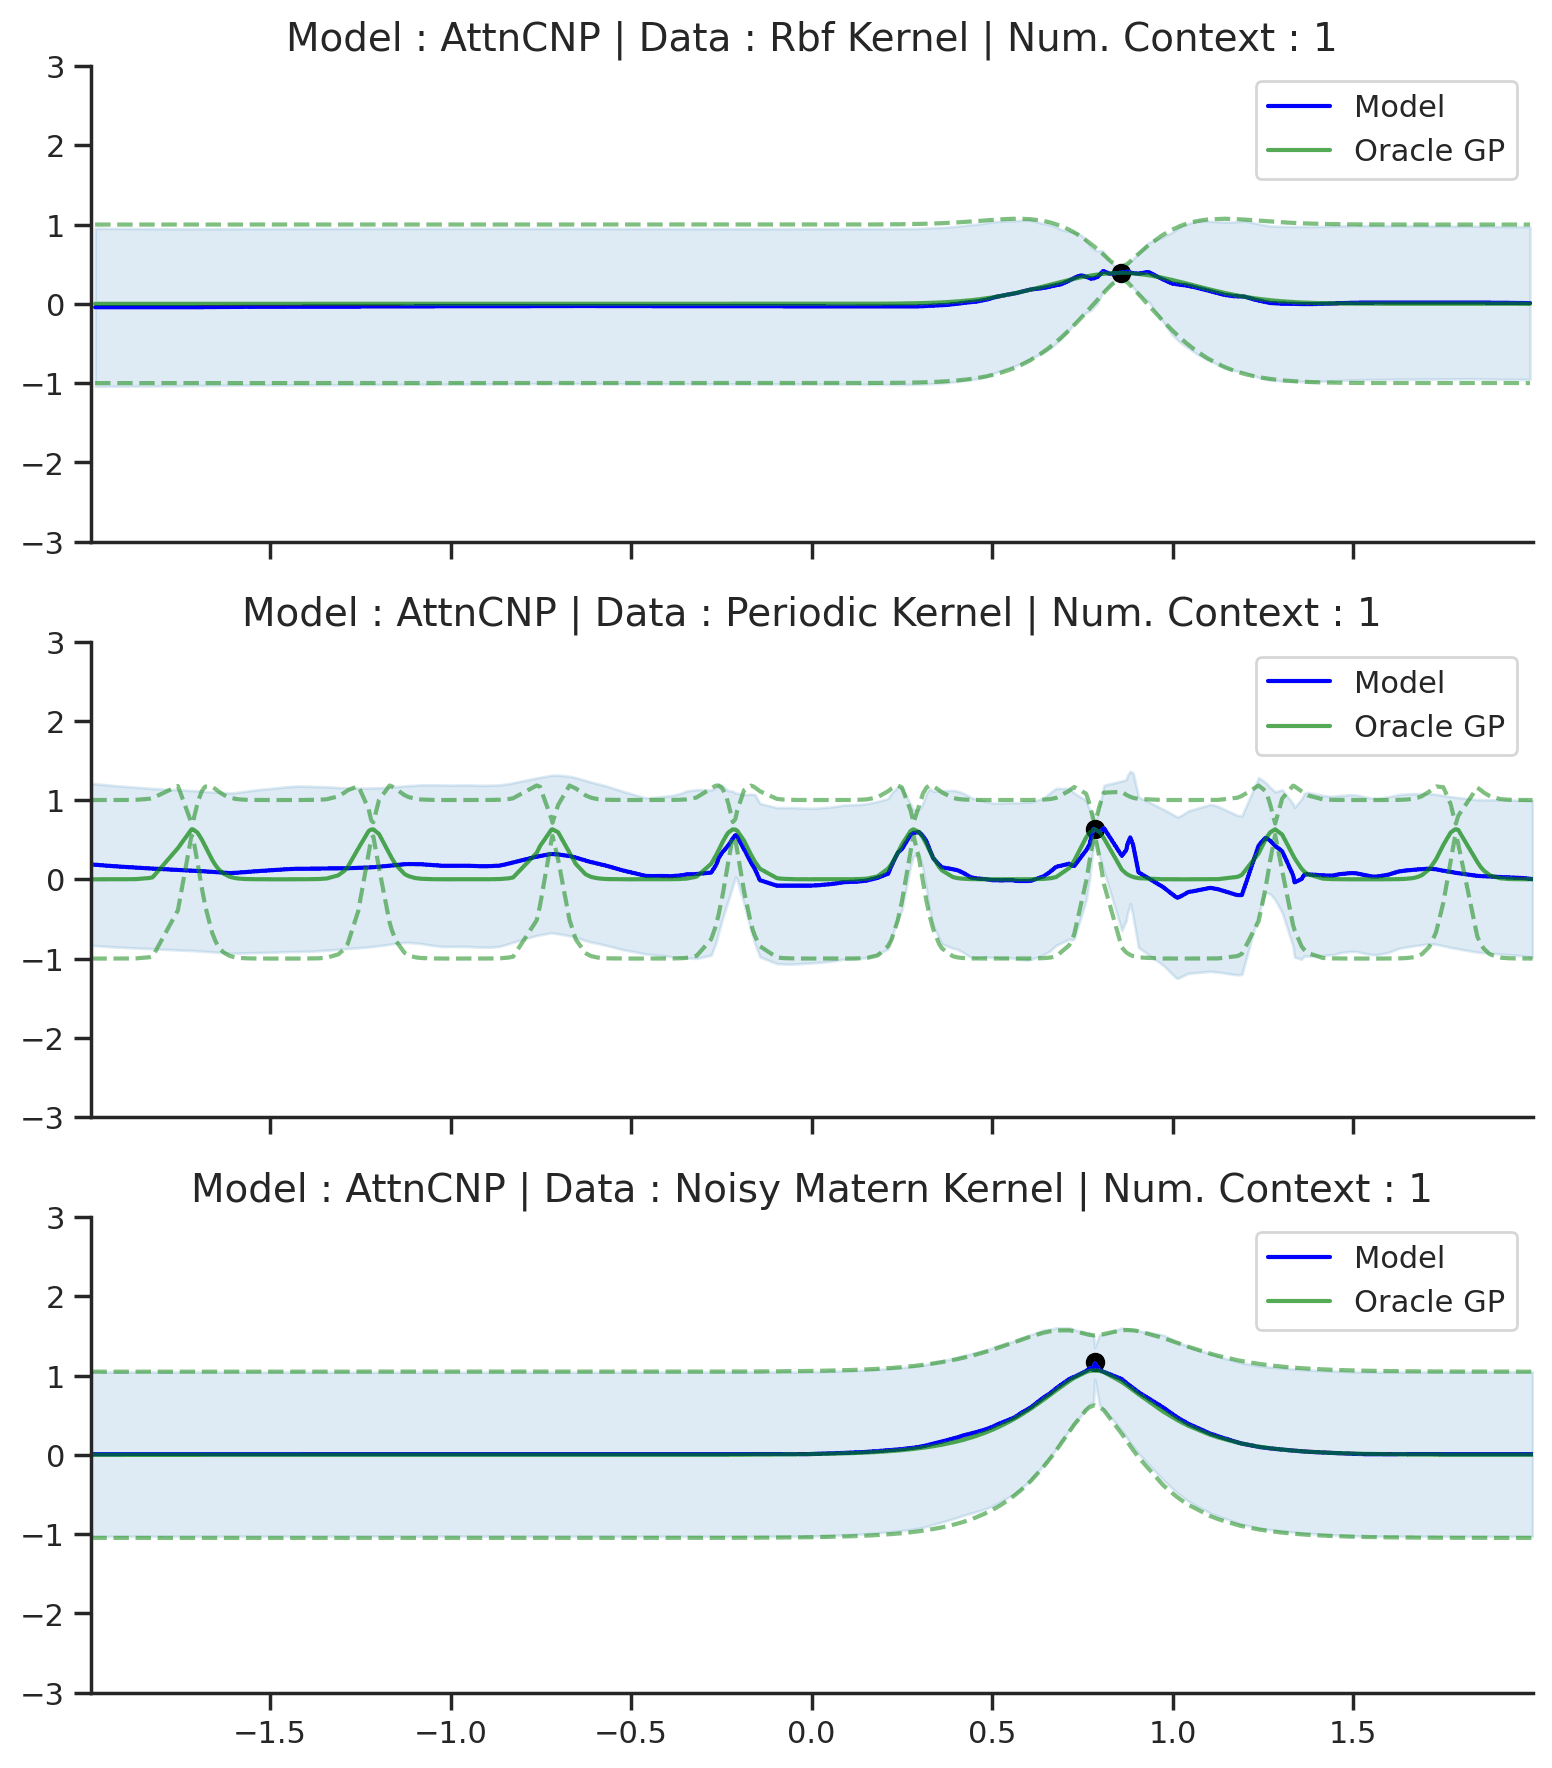 Model : AttnCNP | Data : Rbf Kernel | Num. Context : 1
3
2
1
0
−1
−2
−3
Model
Oracle GP
Model : AttnCNP | Data : Periodic Kernel | Num. Context : 1
3
2
1
0
−1
−2
−3
Model
Oracle GP
Model : AttnCNP | Data : Noisy Matern Kernel | Num. Context : 1
3
2
1
0
−1
−2
−3
Model
Oracle GP
−1.5 −1.0 −0.5 0.0 0.5 1.0 1.5